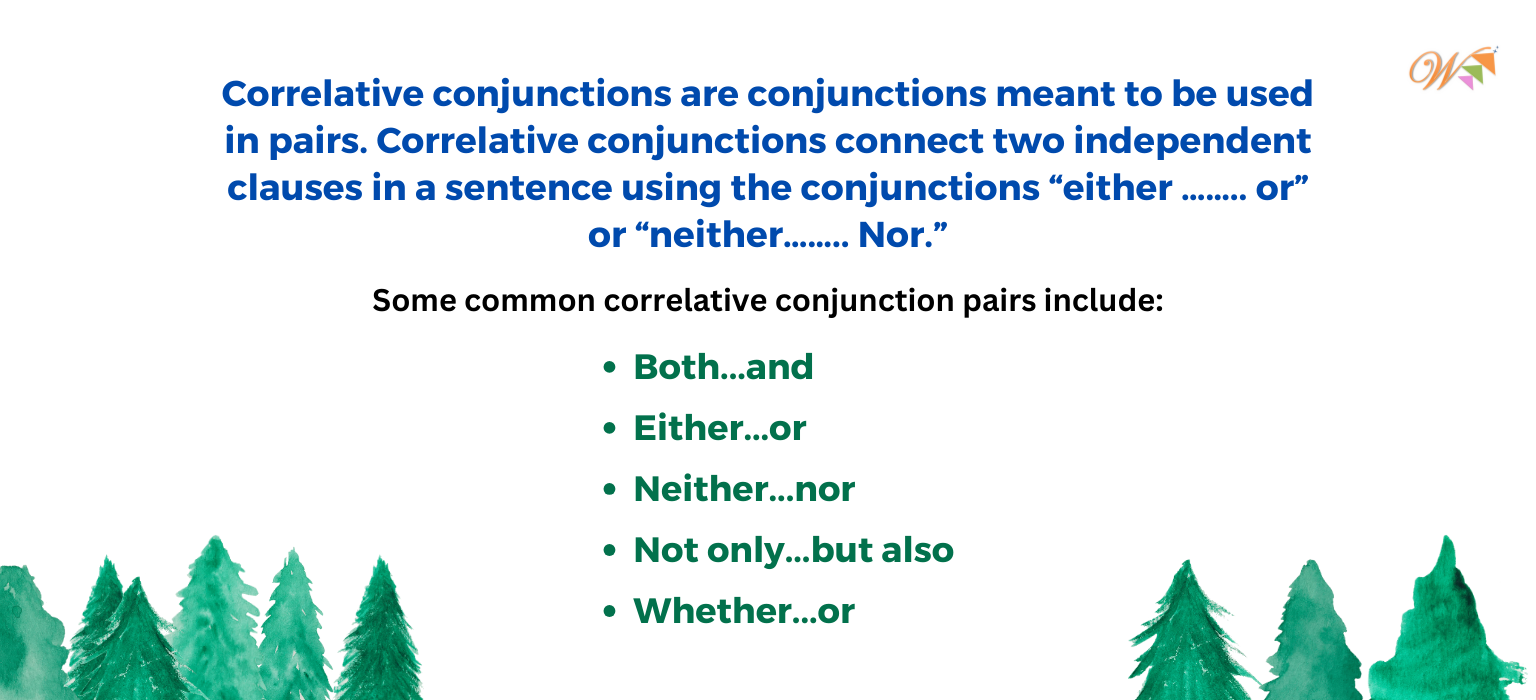 W
Correlative conjunctions are conjunctions meant to be used
in pairs. Correlative conjunctions connect two independent
clauses in a sentence using the conjunctions “either ........ or”
or “neither........ Nor.”
Some common correlative conjunction pairs include:
• Both...and
• Either...or
• Neither...nor
• Not only...but also
• Whether...or